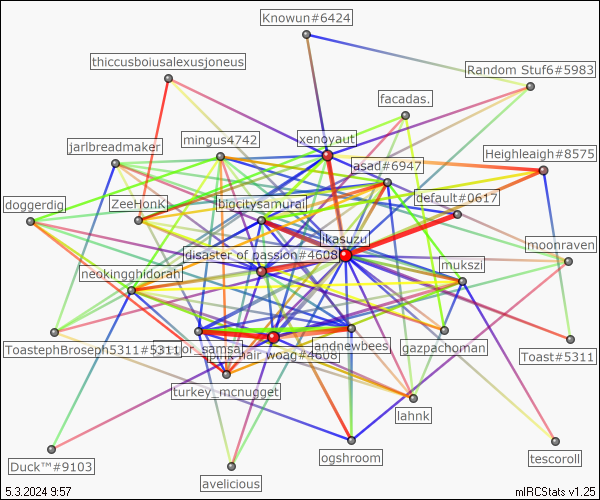 Knowun#6424
thiccusboiusalexusjoneus
Random Stuf6#5983
facadas.
mingus4742
xenoyaut
jarlbreadmaker
Heighleigh#8575
asad#6947
default#0617
doggerdig
ZeeHonK
bigcitysamurai
ikasuzu
moonraven
disaster of passion#4608
neokingghidorah
mukszi
ToastephBroseph5311#5311
or_samsa
hair woag#4608
andnewbees
gazpachoman
Toast#5311
turkey_mcnugget
lahnk
ogshroom
tescoroll
Duck™#9103
avelicious
5.3.2024 9:57
mIRCStats v1.25